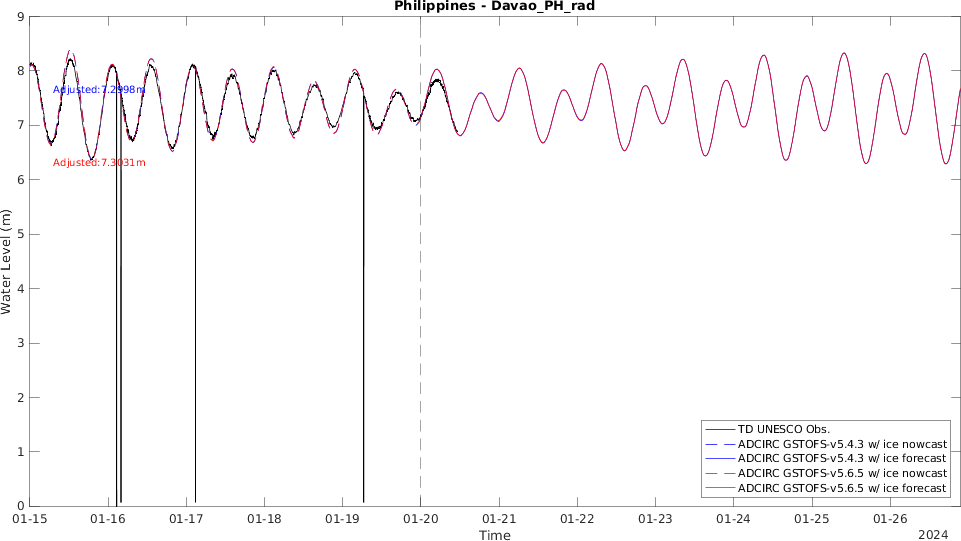 Philippines - Davao_PH_rad
9
8
7
6
5
4
3
2
1
0
Water Level (m)
Adjusted:7.2998m
Adjusted:7.3031m
TD UNESCO Obs.
ADCIRC GSTOFS-v5.4.3 w/ ice nowcast
ADCIRC GSTOFS-v5.4.3 w/ ice forecast
ADCIRC GSTOFS-v5.6.5 w/ ice nowcast
ADCIRC GSTOFS-v5.6.5 w/ ice forecast
01-15 01-16 01-17 01-18 01-19 01-20 01-21 01-22 01-23 01-24 01-25 01-26
Time
2024